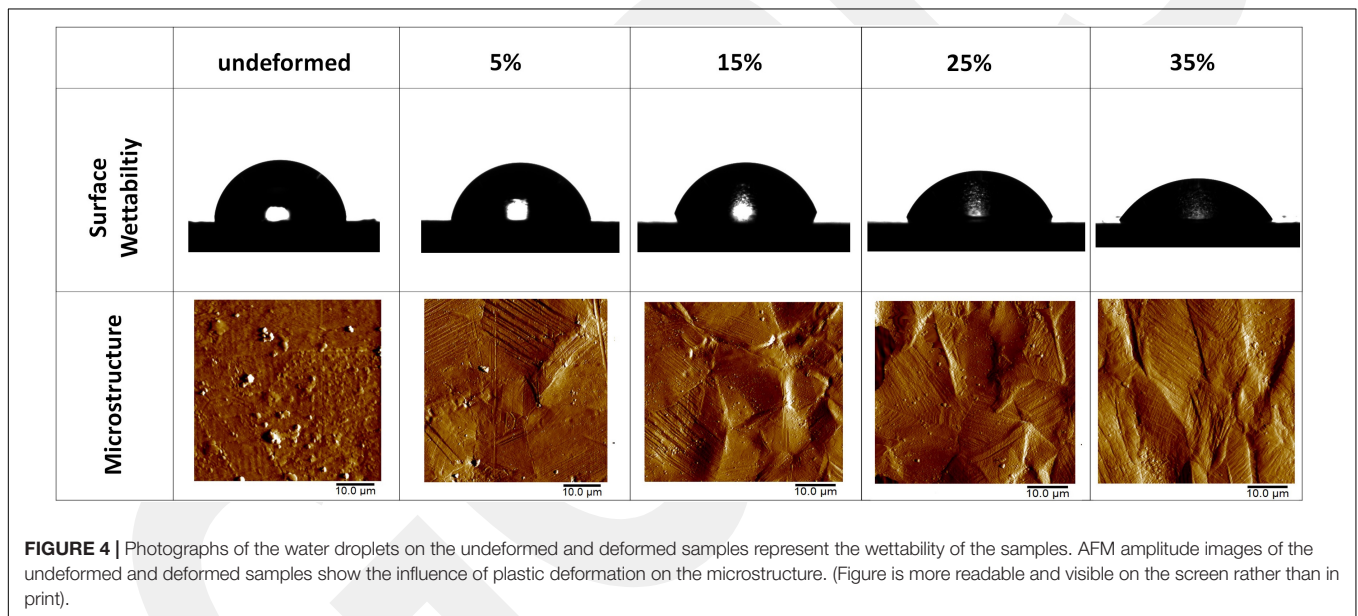 undeformed 5% 15% 25% 35%
Surface
Wettabiltiy
Microstructure
10.0 µm 10.0 µm 10.0 µm 10.0 µm 10.0 µm
FIGURE 4 | Photographs of the water droplets on the undeformed and deformed samples represent the wettability of the samples. AFM amplitude images of the
undeformed and deformed samples show the influence of plastic deformation on the microstructure. (Figure is more readable and visible on the screen rather than in
print).